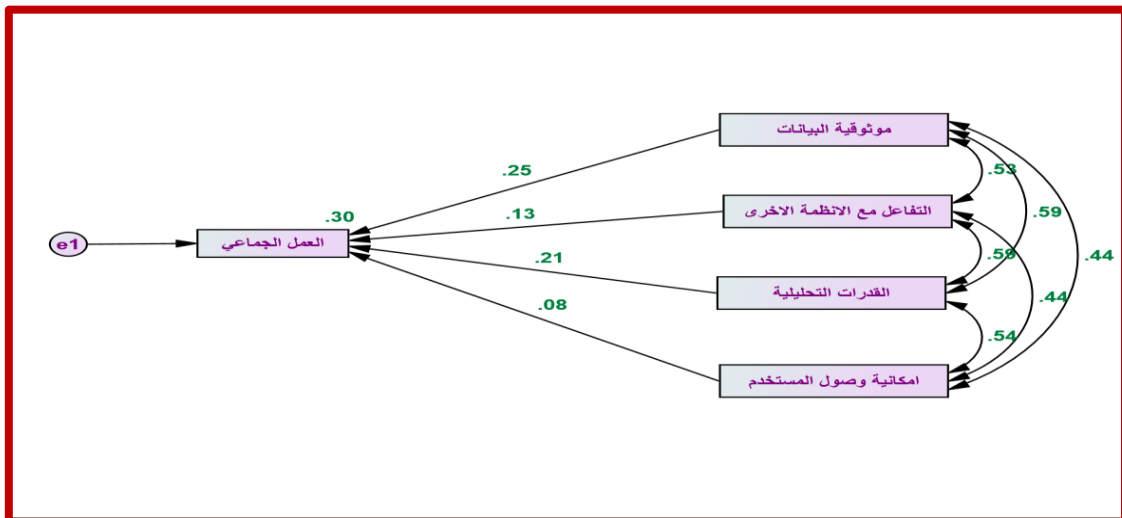 موثوقية البيانات
.53
.25
.59
التفاعل مع الانظمة الاخرى
.13
.30
العمل الجماعي
e1
.59
.44
.21
القدرات التحليلية
.44
.08
.54
امكانية وصول المستخدم